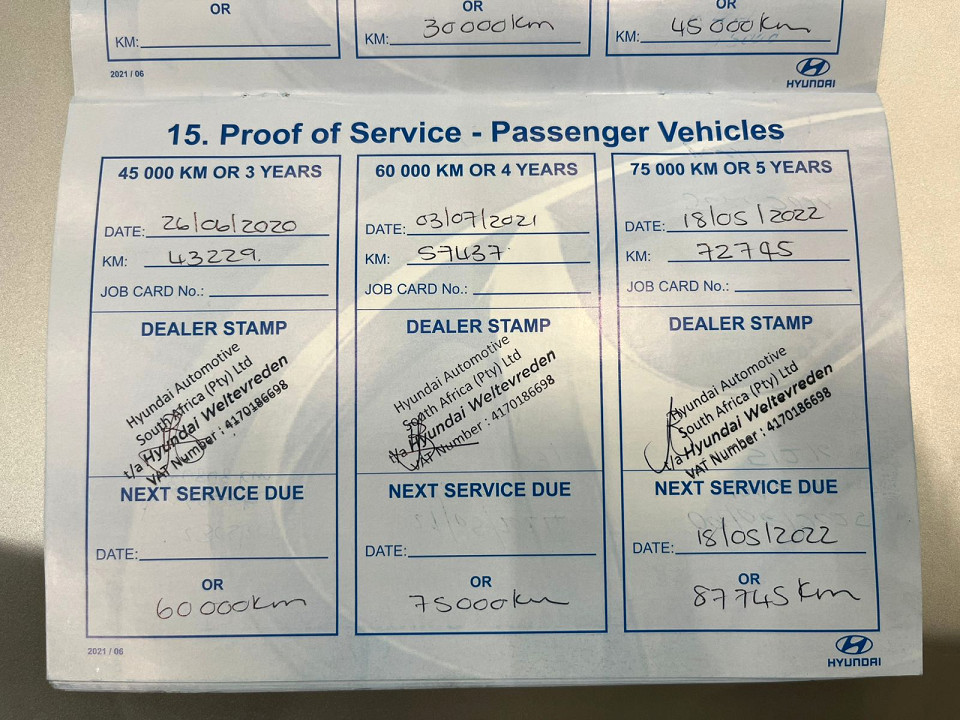 OR
KM:
OR
KM: 30 000km
OR
KM: 45 000km
2021 / 06
HYUNDAI
15. Proof of Service - Passenger Vehicles
45 000 KM OR 3 YEARS
DATE: 26/06/2020
KM: 43229.
JOB CARD No.:
DEALER STAMP
Hyundai Automotive
South Africa (Pty) Ltd
t/a Hyundai Weltevreden
VAT Number : 4170186698
NEXT SERVICE DUE
DATE:
OR
60 000km
60 000 KM OR 4 YEARS
DATE: 03/07/2021
KM: 57437
JOB CARD No.:
DEALER STAMP
Hyundai Automotive
South Africa (Pty) Ltd
t/a Hyundai Weltevreden
VAT Number : 4170186698
NEXT SERVICE DUE
DATE:
OR
75000km
75 000 KM OR 5 YEARS
DATE: 18/05/2022
KM: 72745
JOB CARD No.:
DEALER STAMP
Hyundai Automotive
South Africa (Pty) Ltd
t/a Hyundai Weltevreden
VAT Number : 4170186698
NEXT SERVICE DUE
DATE: 18/05/2022
OR
87745 Km
2021 / 06
HYUNDAI